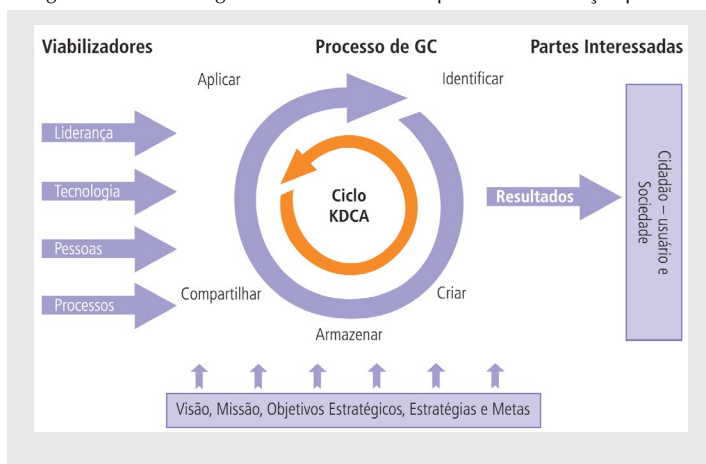 Viabilizadores
Processo de GC
Partes Interessadas
Aplicar
Identificar
Liderança
Tecnologia
Pessoas
Processos
Ciclo
KDCA
Resultados
Cidadão – usuário e
Sociedade
Compartilhar
Criar
Armazenar
Visão, Missão, Objetivos Estratégicos, Estratégias e Metas